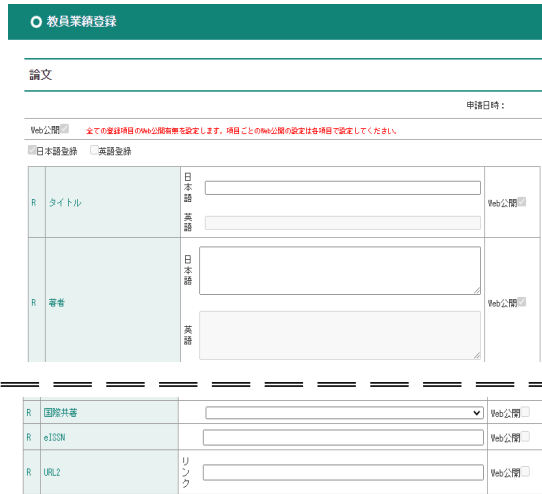 教員業績登録
論文
申請日時：
Web公開 全ての登録項目のWeb公開有無を設定します。項目ごとのWeb公開の設定は各項目で設定してください。
日本語登録 英語登録
R タイトル 日本語 Web公開
英語
R 著者 日本語 Web公開
英語
R 国際共著 Web公開
R eISSN Web公開
R URL2 リンク Web公開